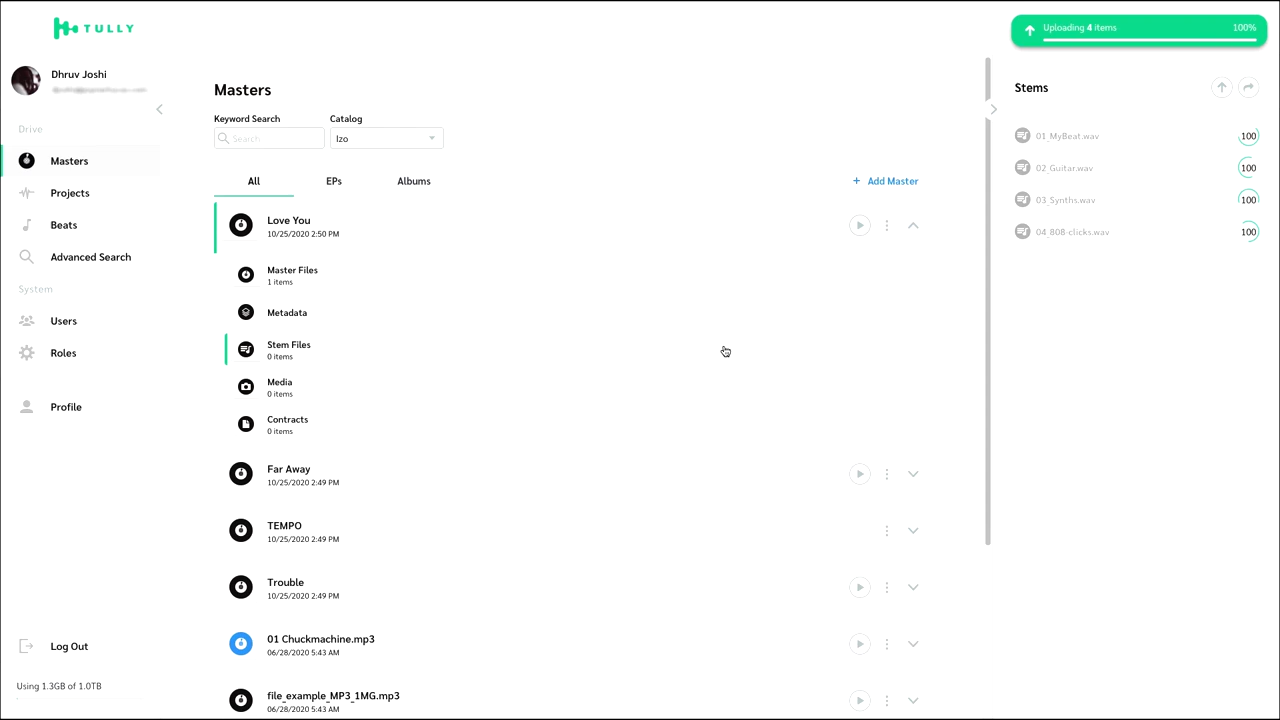 TULLY
Uploading 4 items 100%
Dhruv Joshi
Drive
Masters
Projects
Beats
Advanced Search
System
Users
Roles
Profile
Log Out
Using 1.3GB of 1.0TB
Masters
Keyword Search Catalog
Search Izo
All EPs Albums + Add Master
Love You
10/25/2020 2:50 PM
Master Files
1 items
Metadata
Stem Files
0 items
Media
0 items
Contracts
0 items
Far Away
10/25/2020 2:49 PM
TEMPO
10/25/2020 2:49 PM
Trouble
10/25/2020 2:49 PM
01 Chuckmachine.mp3
06/28/2020 5:43 AM
file_example_MP3_1MG.mp3
06/28/2020 5:43 AM
Stems
01_MyBeat.wav 100
02_Guitar.wav 100
03_Synths.wav 100
04_808-clicks.wav 100